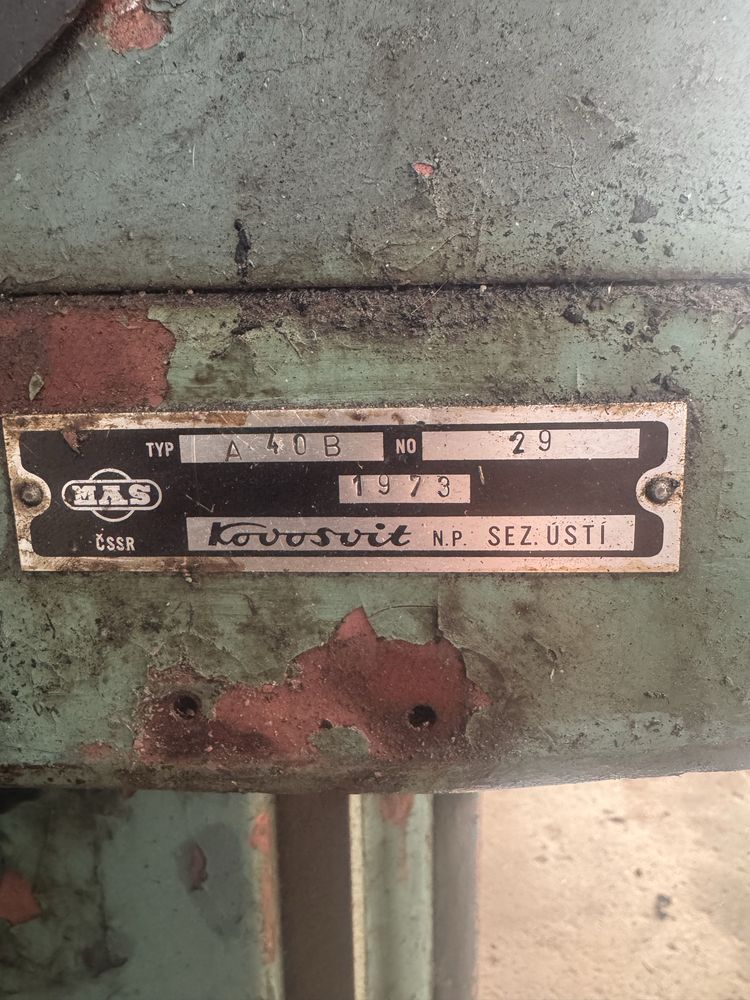 TYP A 40 B NO 29
MAS 1973
ČSSR Kovosvit N.P. SEZ. ÚSTÍ